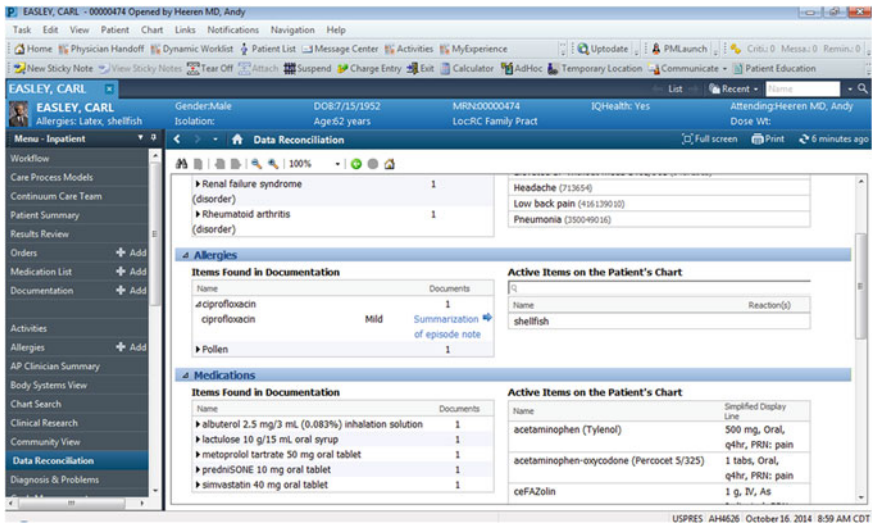 EASLEY, CARL - 00000474 Opened by Heeren MD, Andy
Task Edit View Patient Chart Links Notifications Navigation Help
Home Physician Handoff Dynamic Worklist Patient List Message Center Activities MyExperience Uptodate PMLaunch Criti.: 0 Messa.: 0 Remin.: 0
New Sticky Note View Sticky Notes Tear Off Attach Suspend Charge Entry Exit Calculator AdHoc Temporary Location Communicate Patient Education
EASLEY, CARL List Recent Name
EASLEY, CARL Gender:Male DOB:7/15/1952 MRN:00000474 IQHealth: Yes Attending:Heeren MD, Andy
Allergies: Latex, shellfish Isolation: Age:62 years Loc:RC Family Pract Dose Wt:
Menu - Inpatient Data Reconciliation Full screen Print 6 minutes ago
Workflow
Care Process Models
Continuum Care Team
Patient Summary
Results Review
Orders Add
Medication List Add
Documentation Add
Activities
Allergies Add
AP Clinician Summary
Body Systems View
Chart Search
Clinical Research
Community View
Data Reconciliation
Diagnosis & Problems
100%
Renal failure syndrome 1
(disorder)
Rheumatoid arthritis 1
(disorder)
Headache (713654)
Low back pain (416139010)
Pneumonia (350049016)
Allergies
Items Found in Documentation
Name Documents
ciprofloxacin 1
ciprofloxacin Mild Summarization
of episode note
Pollen 1
Active Items on the Patient's Chart
Name Reaction(s)
shellfish
Medications
Items Found in Documentation
Name Documents
albuterol 2.5 mg/3 mL (0.083%) inhalation solution 1
lactulose 10 g/15 mL oral syrup 1
metoprolol tartrate 50 mg oral tablet 1
predniSONE 10 mg oral tablet 1
simvastatin 40 mg oral tablet 1
Active Items on the Patient's Chart
Name Simplified Display
Line
acetaminophen (Tylenol) 500 mg, Oral,
q4hr, PRN: pain
acetaminophen-oxycodone (Percocet 5/325) 1 tabs, Oral,
q4hr, PRN: pain
ceFAZolin 1 g, IV, As
USPRES AH4626 October 16, 2014 8:59 AM CDT